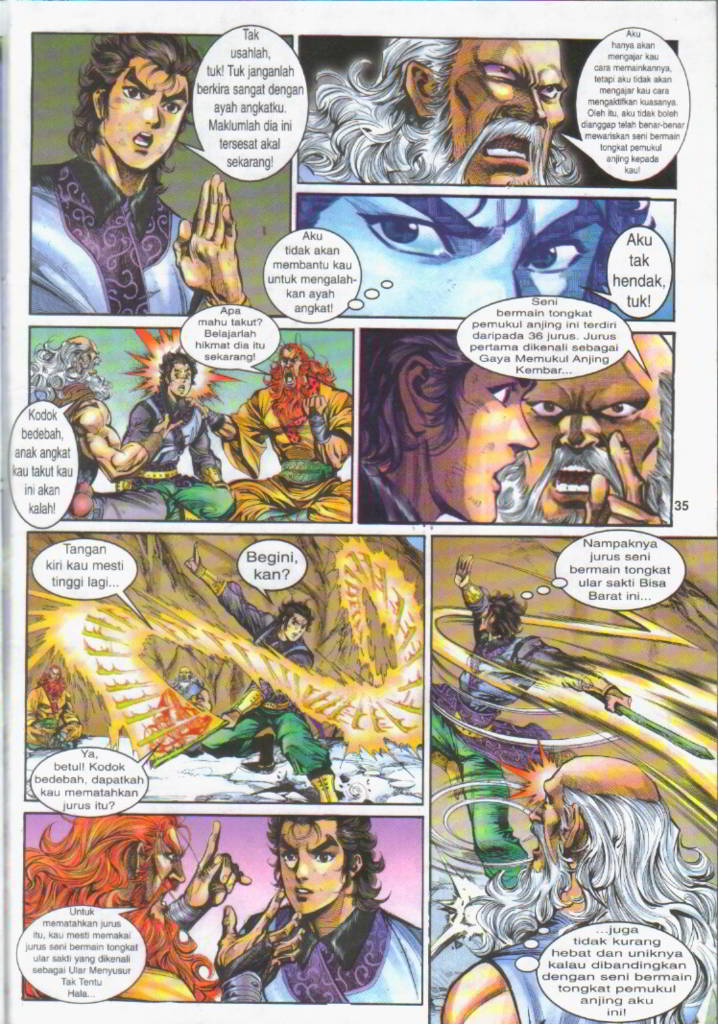 Tak
usahlah,
tuk! Tuk janganlah
berkira sangat dengan
ayah angkatku.
Maklumlah dia ini
tersesat akal
sekarang!
Aku
hanya akan
mengajar kau
cara memainkannya,
tetapi aku tidak akan
mengajar kau cara
mengaktifkan kuasanya.
Oleh itu, aku tidak boleh
dianggap telah benar-benar
mewariskan seni bermain
tongkat pemukul
anjing kepada
kau!
Aku
tidak akan
membantu kau
untuk mengalah-
kan ayah
angkat!
Aku
tak
hendak,
tuk!
Apa
mahu takut?
Belajarlah
hikmat dia itu
sekarang!
Kodok
bedebah,
anak angkat
kau takut kau
ini akan
kalah!
Seni
bermain tongkat
pemukul anjing ini terdiri
daripada 36 jurus. Jurus
pertama dikenali sebagai
Gaya Memukul Anjing
Kembar...
35
Tangan
kiri kau mesti
tinggi lagi...
Begini,
kan?
Ya,
betul! Kodok
bedebah, dapatkah
kau mematahkan
jurus itu?
Nampaknya
jurus seni
bermain tongkat
ular sakti Bisa
Barat ini...
Untuk
mematahkan jurus
itu, kau mesti memakai
jurus seni bermain tongkat
ular sakti yang dikenali
sebagai Ular Menyusur
Tak Tentu
Hala...
...juga
tidak kurang
hebat dan uniknya
kalau dibandingkan
dengan seni bermain
tongkat pemukul
anjing aku
ini!